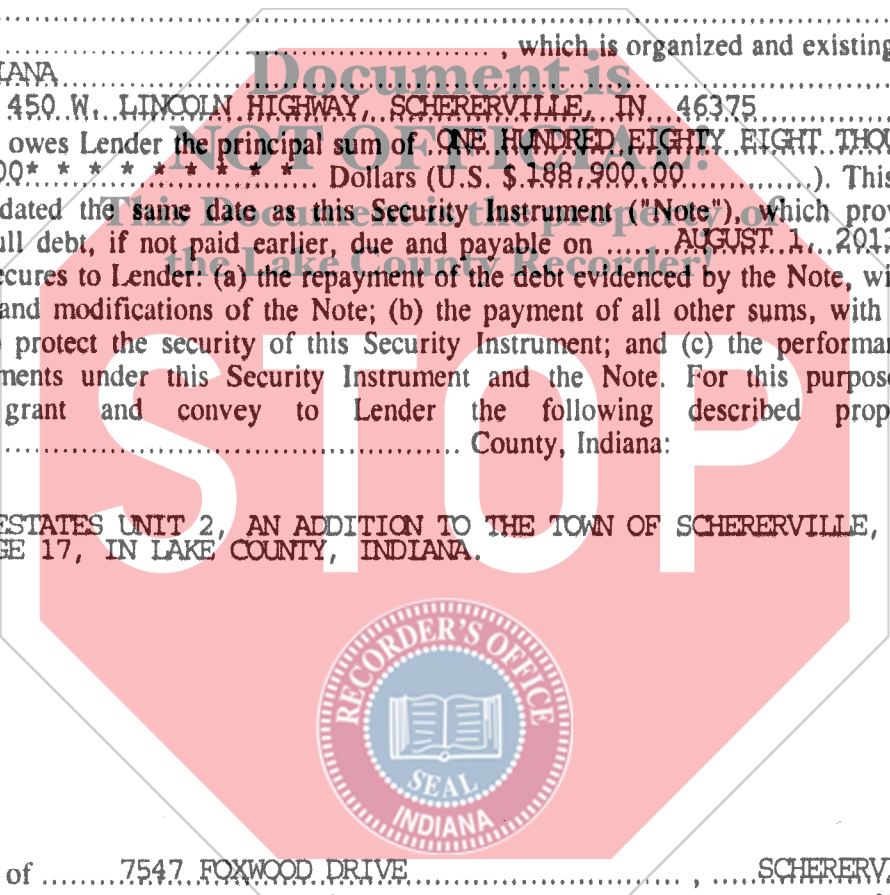 , which is organized and existing
IANA
450 W. LINCOLN HIGHWAY, SCHERERVILLE, IN 46375
owes Lender the principal sum of ONE HUNDRED EIGHTY EIGHT THOU
00* * * * * * * * * Dollars (U.S. $ 188,900.00 ). This
dated the same date as this Security Instrument ("Note"), which prov
ull debt, if not paid earlier, due and payable on AUGUST 1, 2013
cures to Lender: (a) the repayment of the debt evidenced by the Note, wi
and modifications of the Note; (b) the payment of all other sums, with
protect the security of this Security Instrument; and (c) the performan
ments under this Security Instrument and the Note. For this purpose
grant and convey to Lender the following described prop
County, Indiana:
ESTATES UNIT 2, AN ADDITION TO THE TOWN OF SCHERERVILLE,
GE 17, IN LAKE COUNTY, INDIANA.
of 7547 FOXWOOD DRIVE , SCHERERV
Document is
NOT OFFICIAL!
This Document is the property of
the Lake County Recorder!
STOP
RECORDER'S OFFICE
SEAL
INDIANA